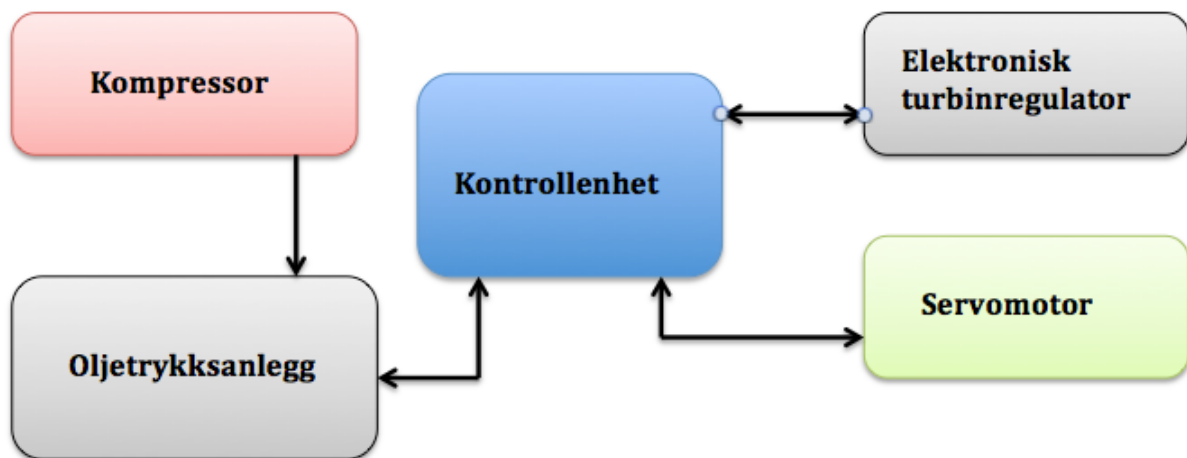 Kompressor
Elektronisk
turbinregulator
Kontrollenhet
Servomotor
Oljetrykksanlegg